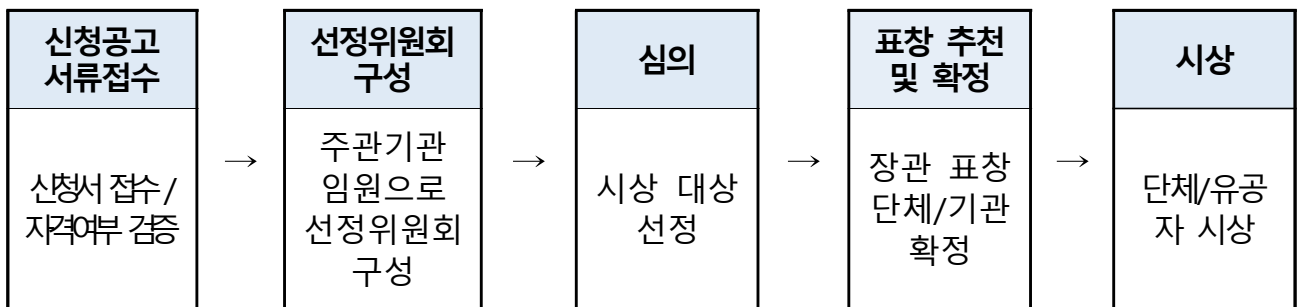 신청공고
서류접수
신청서 접수 /
자격여부 검증
→
선정위원회
구성
주관기관
임원으로
선정위원회
구성
→
심의
시상 대상
선정
→
표창 추천
및 확정
장관 표창
단체/기관
확정
→
시상
단체/유공
자 시상